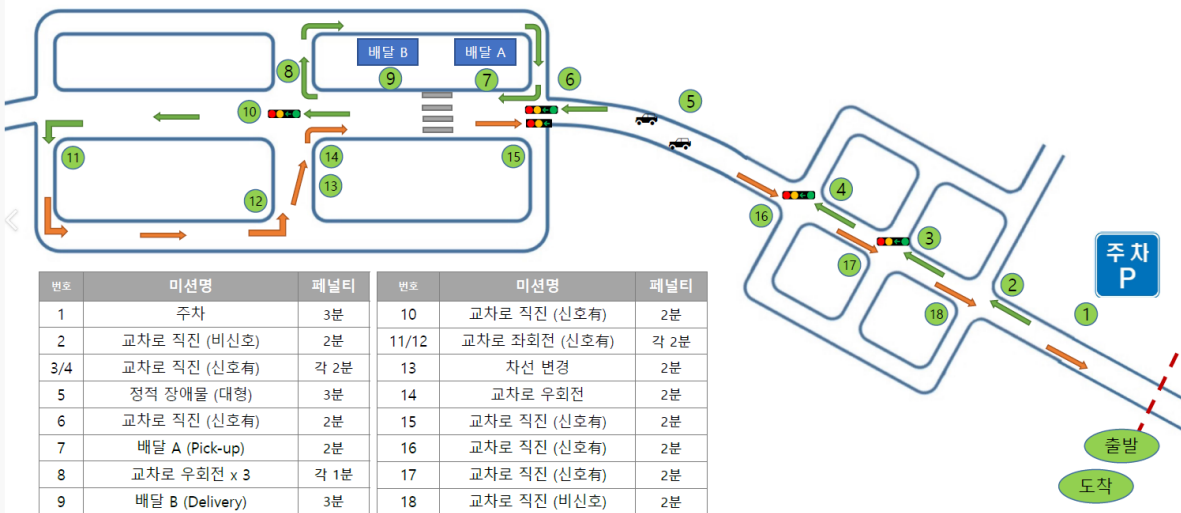 배달 B
배달 A
8
9
7
6
5
10
11
12
14
13
15
4
16
3
17
2
18
1
주차
P
출발
도착
번호 미션명 패널티
1 주차 3분
2 교차로 직진 (비신호) 2분
3/4 교차로 직진 (신호有) 각 2분
5 정적 장애물 (대형) 3분
6 교차로 직진 (신호有) 2분
7 배달 A (Pick-up) 2분
8 교차로 우회전 x 3 각 1분
9 배달 B (Delivery) 3분
번호 미션명 페널티
10 교차로 직진 (신호有) 2분
11/12 교차로 좌회전 (신호有) 각 2분
13 차선 변경 2분
14 교차로 우회전 2분
15 교차로 직진 (신호有) 2분
16 교차로 직진 (신호有) 2분
17 교차로 직진 (신호有) 2분
18 교차로 직진 (비신호) 2분